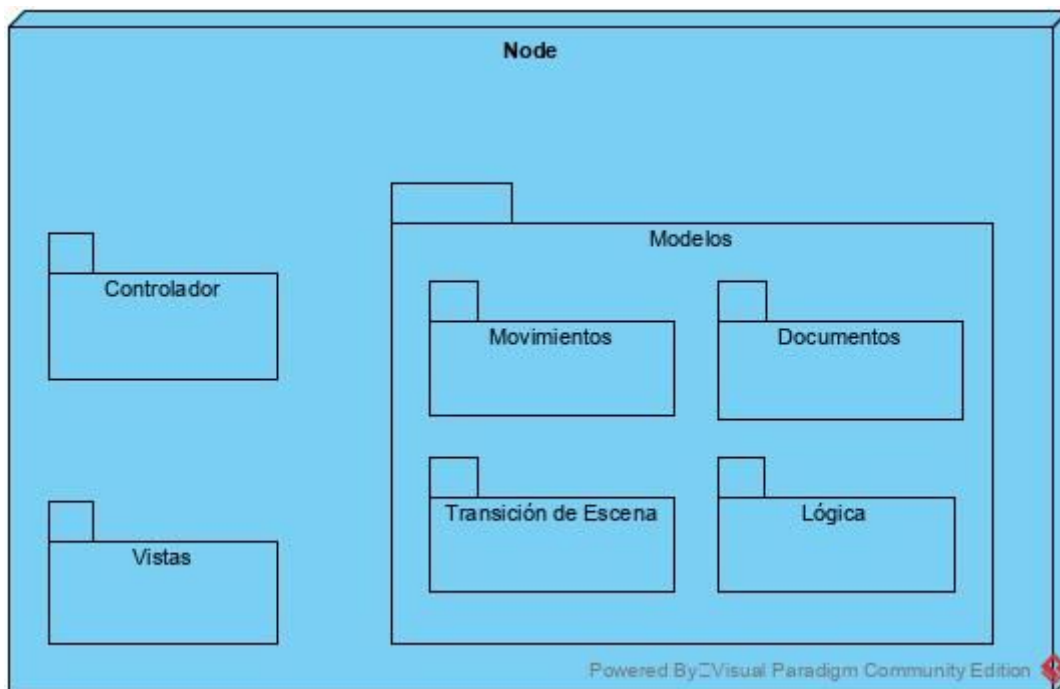 Node
Modelos
Controlador
Movimientos
Documentos
Transición de Escena
Lógica
Vistas
Powered By Visual Paradigm Community Edition